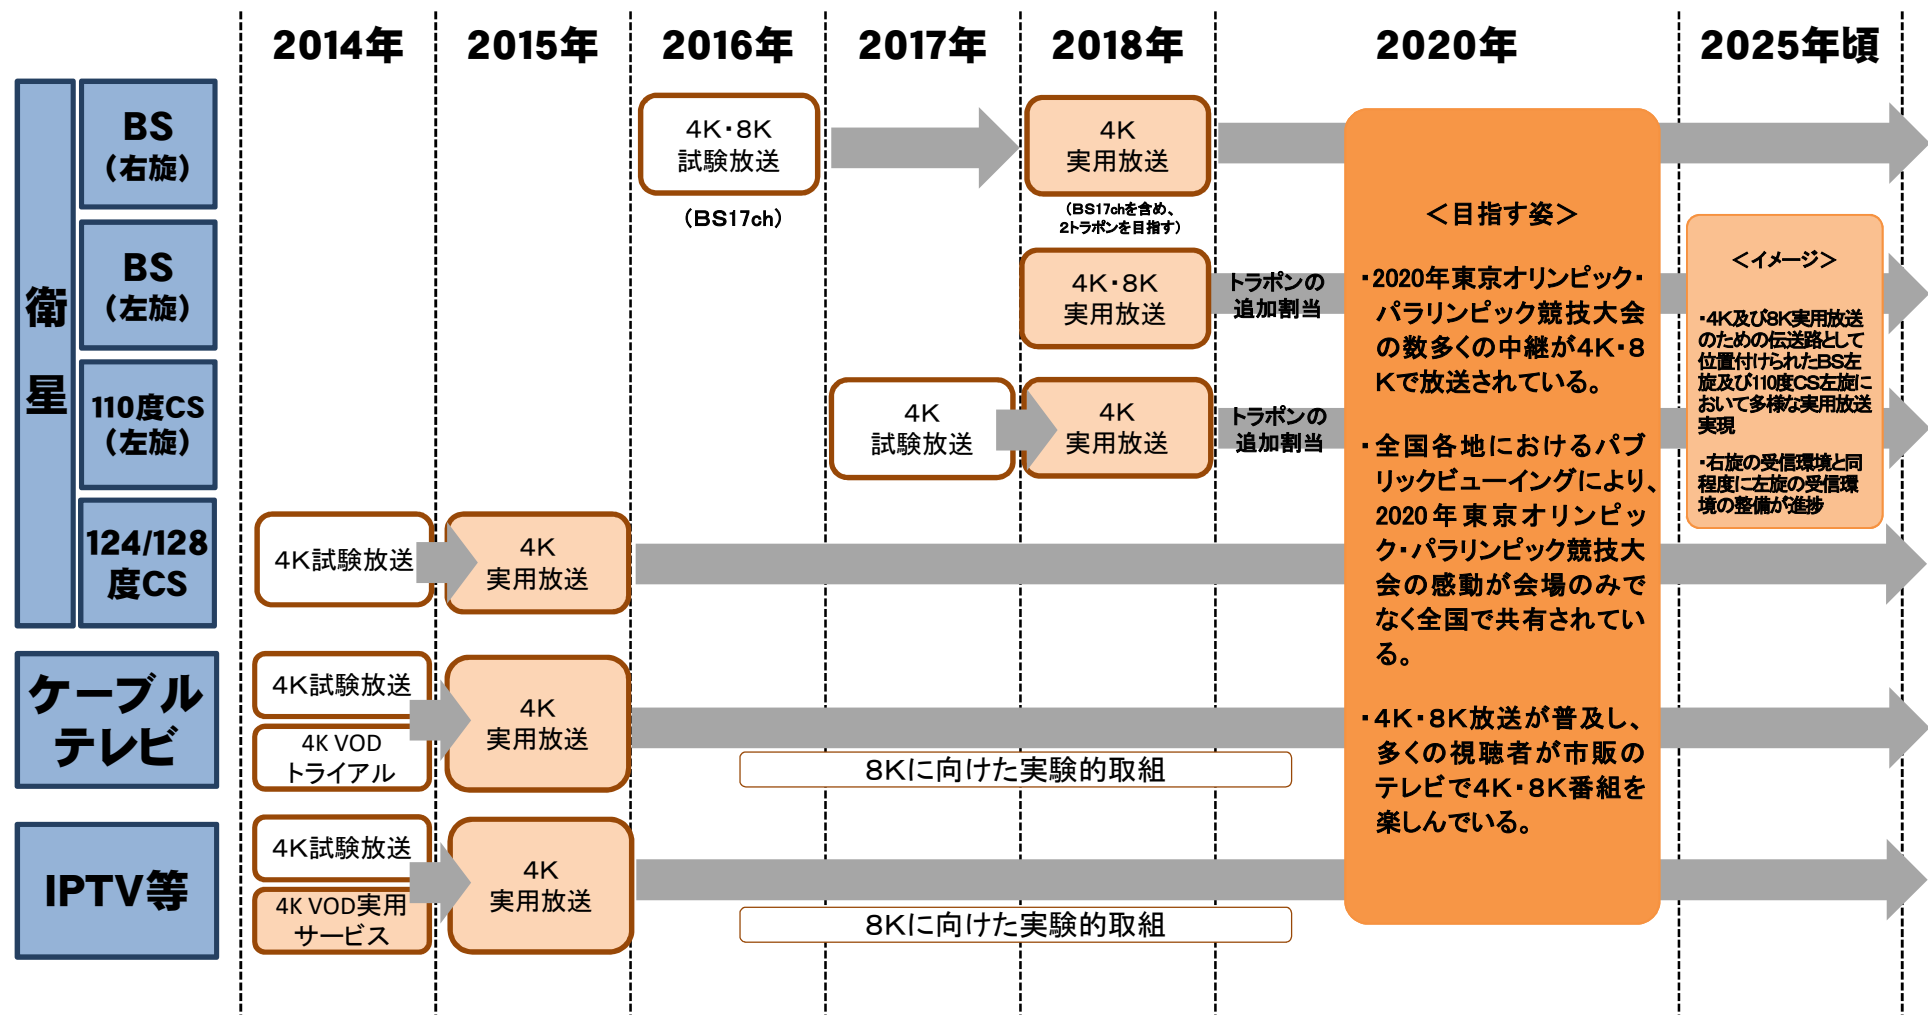 2014年
2015年
2016年
2017年
2018年
2020年
2025年頃
衛星
BS
（右旋）
4K・8K
試験放送
（BS17ch）
4K
実用放送
（BS17chを含め、
2トラポンを目指す）
BS
（左旋）
4K・8K
実用放送
トラポンの
追加割当
110度CS
（左旋）
4K
試験放送
4K
実用放送
トラポンの
追加割当
124/128
度CS
4K試験放送
4K
実用放送
ケーブル
テレビ
4K試験放送
4K VOD
トライアル
4K
実用放送
8Kに向けた実験的取組
IPTV等
4K試験放送
4K VOD実用
サービス
4K
実用放送
8Kに向けた実験的取組
＜目指す姿＞
・2020年東京オリンピック・
パラリンピック競技大会
の数多くの中継が4K・8
Kで放送されている。
・全国各地におけるパブ
リックビューイングにより、
2020年東京オリンピッ
ク・パラリンピック競技大
会の感動が会場のみで
なく全国で共有されてい
る。
・4K・8K放送が普及し、
多くの視聴者が市販の
テレビで4K・8K番組を
楽しんでいる。
＜イメージ＞
・4K及び8K実用放送
のための伝送路として
位置付けられたBS左
旋及び110度CS左旋に
おいて多様な実用放送
実現
・右旋の受信環境と同
程度に左旋の受信環
境の整備が進捗